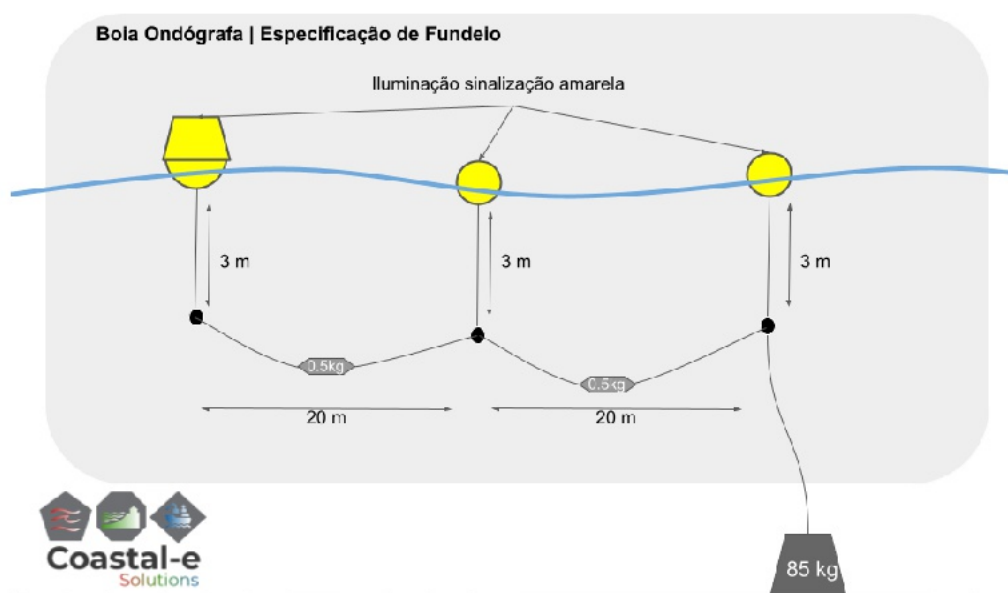 Boia Ondógrafa | Especificação de Fundeio
Iluminação sinalização amarela
3 m
3 m
3 m
0.5kg
0.5kg
20 m
20 m
85 kg
Coastal-e
Solutions